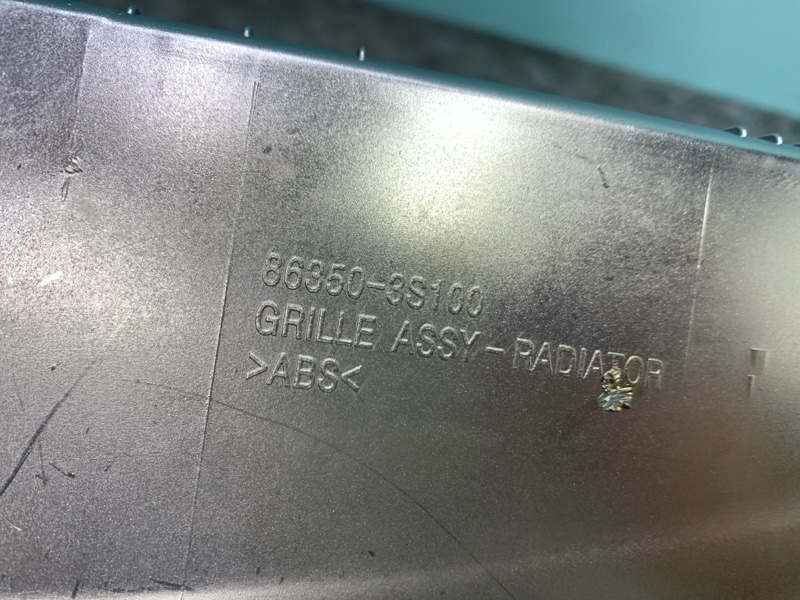 86350-3S100
GRILLE ASSY-RADIATOR
>ABS<